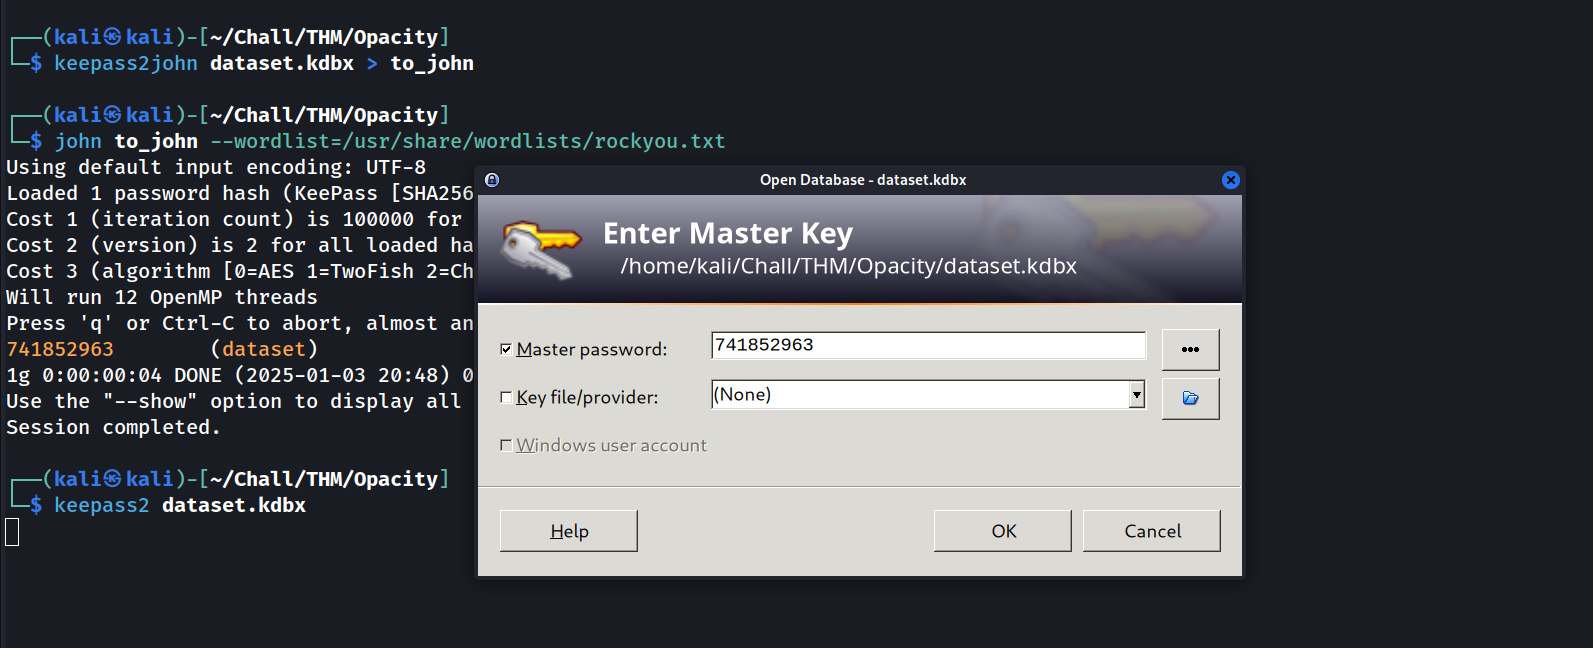 ┌──(kali㉿kali)-[~/Chall/THM/Opacity]
└─$ keepass2john dataset.kdbx > to_john
┌──(kali㉿kali)-[~/Chall/THM/Opacity]
└─$ john to_john --wordlist=/usr/share/wordlists/rockyou.txt
Using default input encoding: UTF-8
Loaded 1 password hash (KeePass [SHA256
Cost 1 (iteration count) is 100000 for
Cost 2 (version) is 2 for all loaded ha
Cost 3 (algorithm [0=AES 1=TwoFish 2=Ch
Will run 12 OpenMP threads
Press 'q' or Ctrl-C to abort, almost an
741852963        (dataset)
1g 0:00:00:04 DONE (2025-01-03 20:48) 0
Use the "--show" option to display all
Session completed.
┌──(kali㉿kali)-[~/Chall/THM/Opacity]
└─$ keepass2 dataset.kdbx
Open Database - dataset.kdbx
Enter Master Key
/home/kali/Chall/THM/Opacity/dataset.kdbx
Master password: 741852963
Key file/provider: (None)
Windows user account
Help OK Cancel